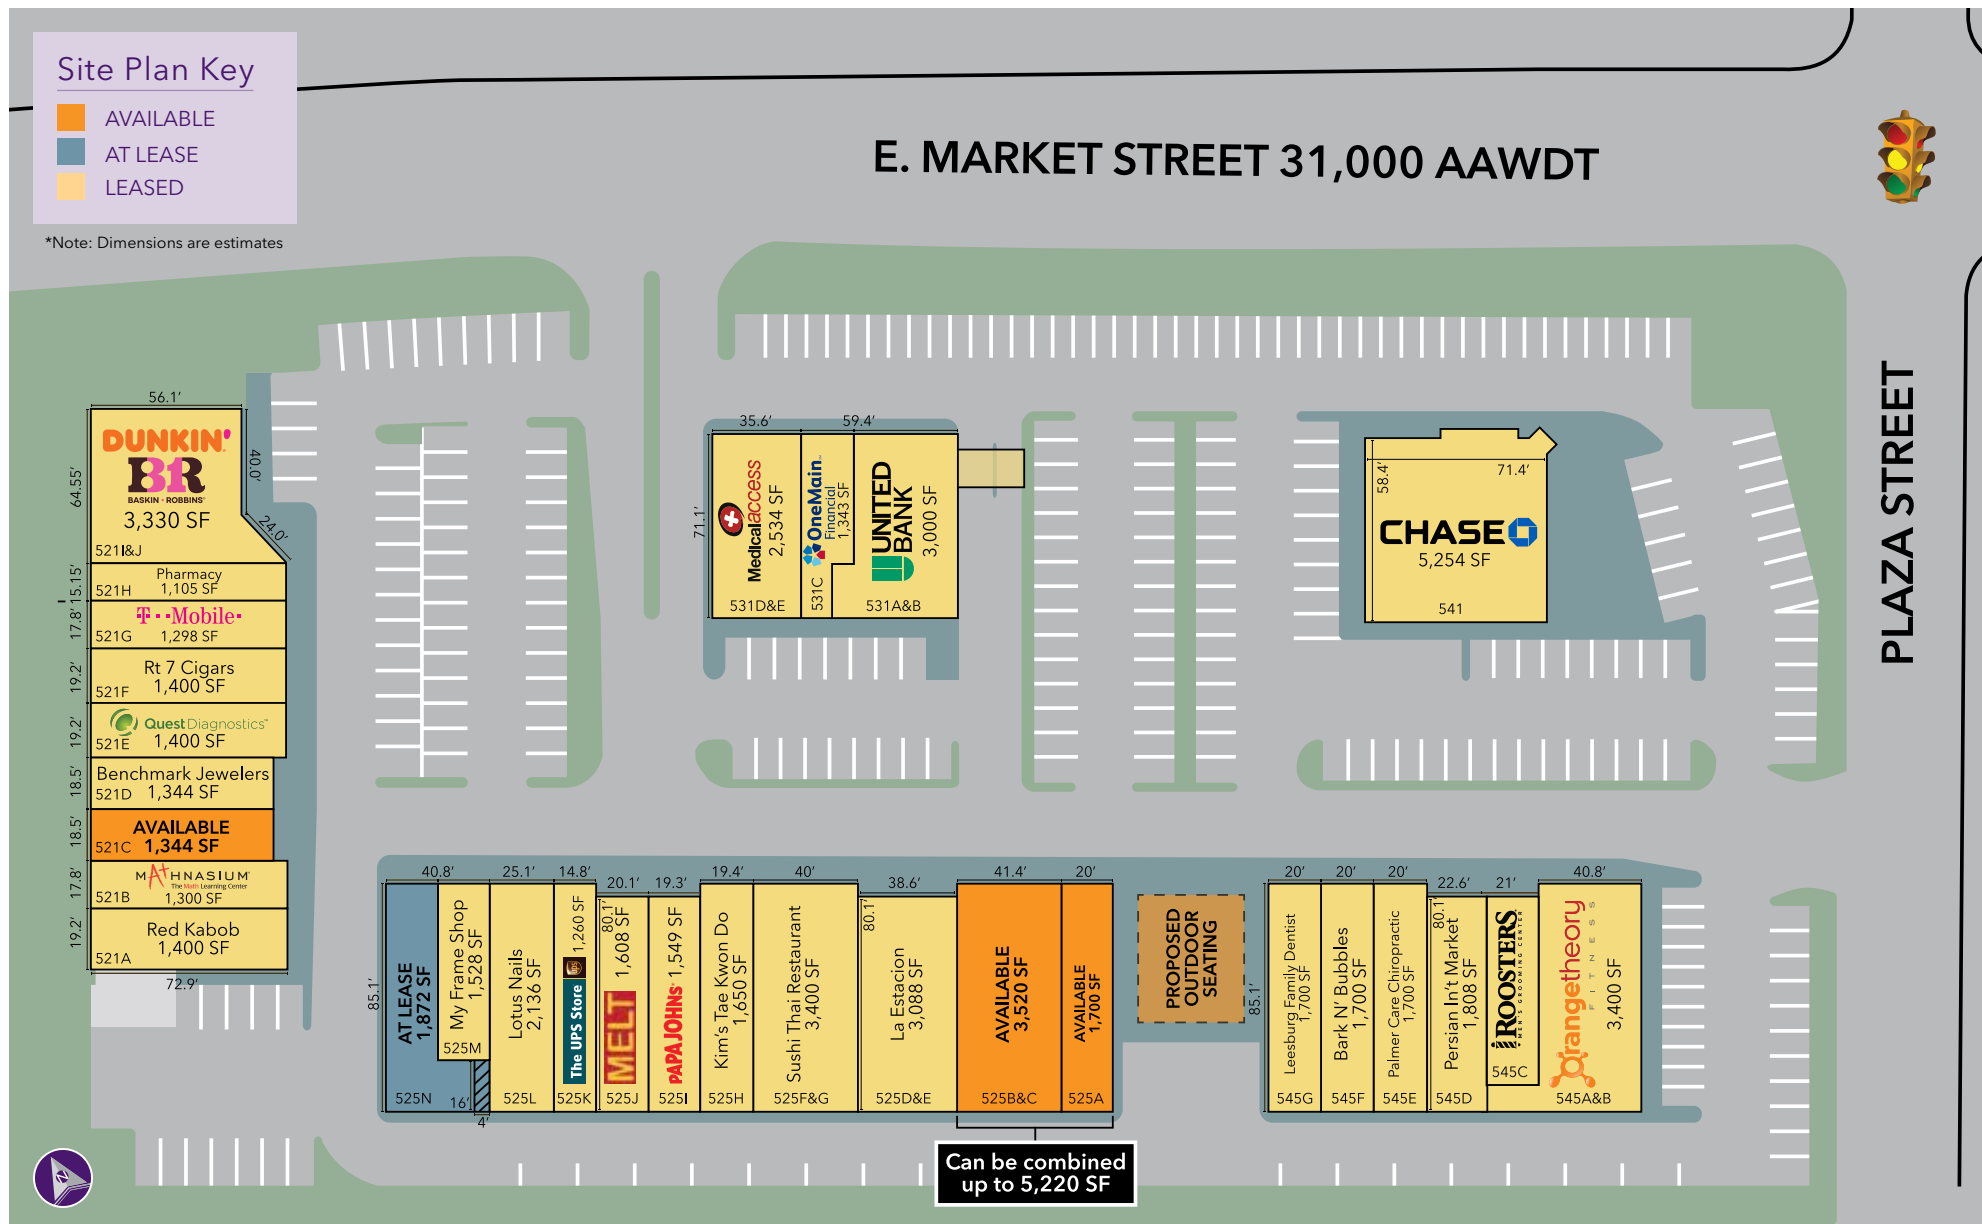 Site Plan Key
AVAILABLE
AT LEASE
LEASED
*Note: Dimensions are estimates
E. MARKET STREET 31,000 AAWDT
PLAZA STREET
56.1′
64.55′
40.0′
24.0′
DUNKIN'
BR
BASKIN - ROBBINS
3,330 SF
521I&J
15.15′
Pharmacy
1,105 SF
521H
17.8′
T··Mobile·
1,298 SF
521G
19.2′
Rt 7 Cigars
1,400 SF
521F
19.2′
Quest Diagnostics™
1,400 SF
521E
18.5′
Benchmark Jewelers
1,344 SF
521D
18.5′
AVAILABLE
1,344 SF
521C
17.8′
MATHNASIUM
The Math Learning Center
1,300 SF
521B
19.2′
Red Kabob
1,400 SF
521A
72.9′
35.6′
59.4′
71.1′
Medicalaccess
2,534 SF
531D&E
OneMain
Financial
1,343 SF
531C
UNITED
BANK
3,000 SF
531A&B
58.4′
71.4′
CHASE
5,254 SF
541
40.8′
25.1′
14.8′
20.1′
19.3′
19.4′
40′
38.6′
41.4′
20′
85.1′
AT LEASE
1,872 SF
525N
My Frame Shop
1,528 SF
525M
16′
4′
Lotus Nails
2,136 SF
525L
The UPS Store
ups
1,260 SF
525K
80.1′
MELT
1,608 SF
525J
PAPA JOHNS
1,549 SF
525I
Kim's Tae Kwon Do
1,650 SF
525H
Sushi Thai Restaurant
3,400 SF
525F&G
80.1′
La Estacion
3,088 SF
525D&E
AVAILABLE
3,520 SF
525B&C
AVAILABLE
1,700 SF
525A
Can be combined
up to 5,220 SF
PROPOSED
OUTDOOR
SEATING
20′
20′
20′
22.6′
21′
40.8′
85.1′
Leesburg Family Dentist
1,700 SF
545G
Bark N' Bubbles
1,700 SF
545F
Palmer Care Chiropractic
1,700 SF
545E
80.1′
Persian In't Market
1,808 SF
545D
ROOSTERS
MEN'S GROOMING CENTER
545C
Orangetheory
FITNESS
3,400 SF
545A&B
N